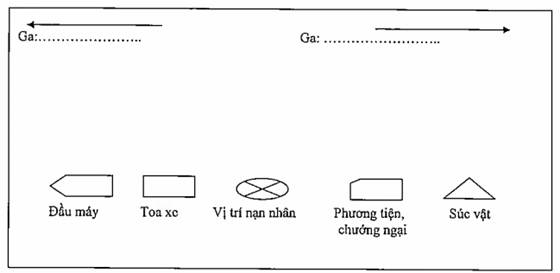 Ga:........................ Ga: ..........................
Đầu máy Toa xe Vị trí nạn nhân Phương tiện, Súc vật
chướng ngại